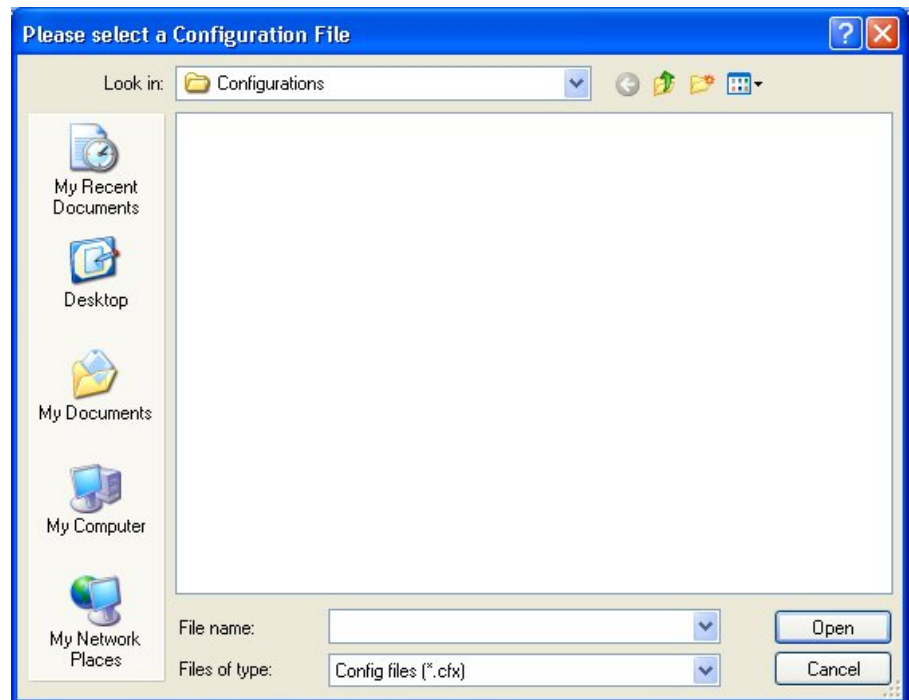 Please select a Configuration File
Look in:
Configurations
My Recent
Documents
Desktop
My Documents
My Computer
My Network
Places
File name:
Open
Files of type:
Config files (*.cfx)
Cancel